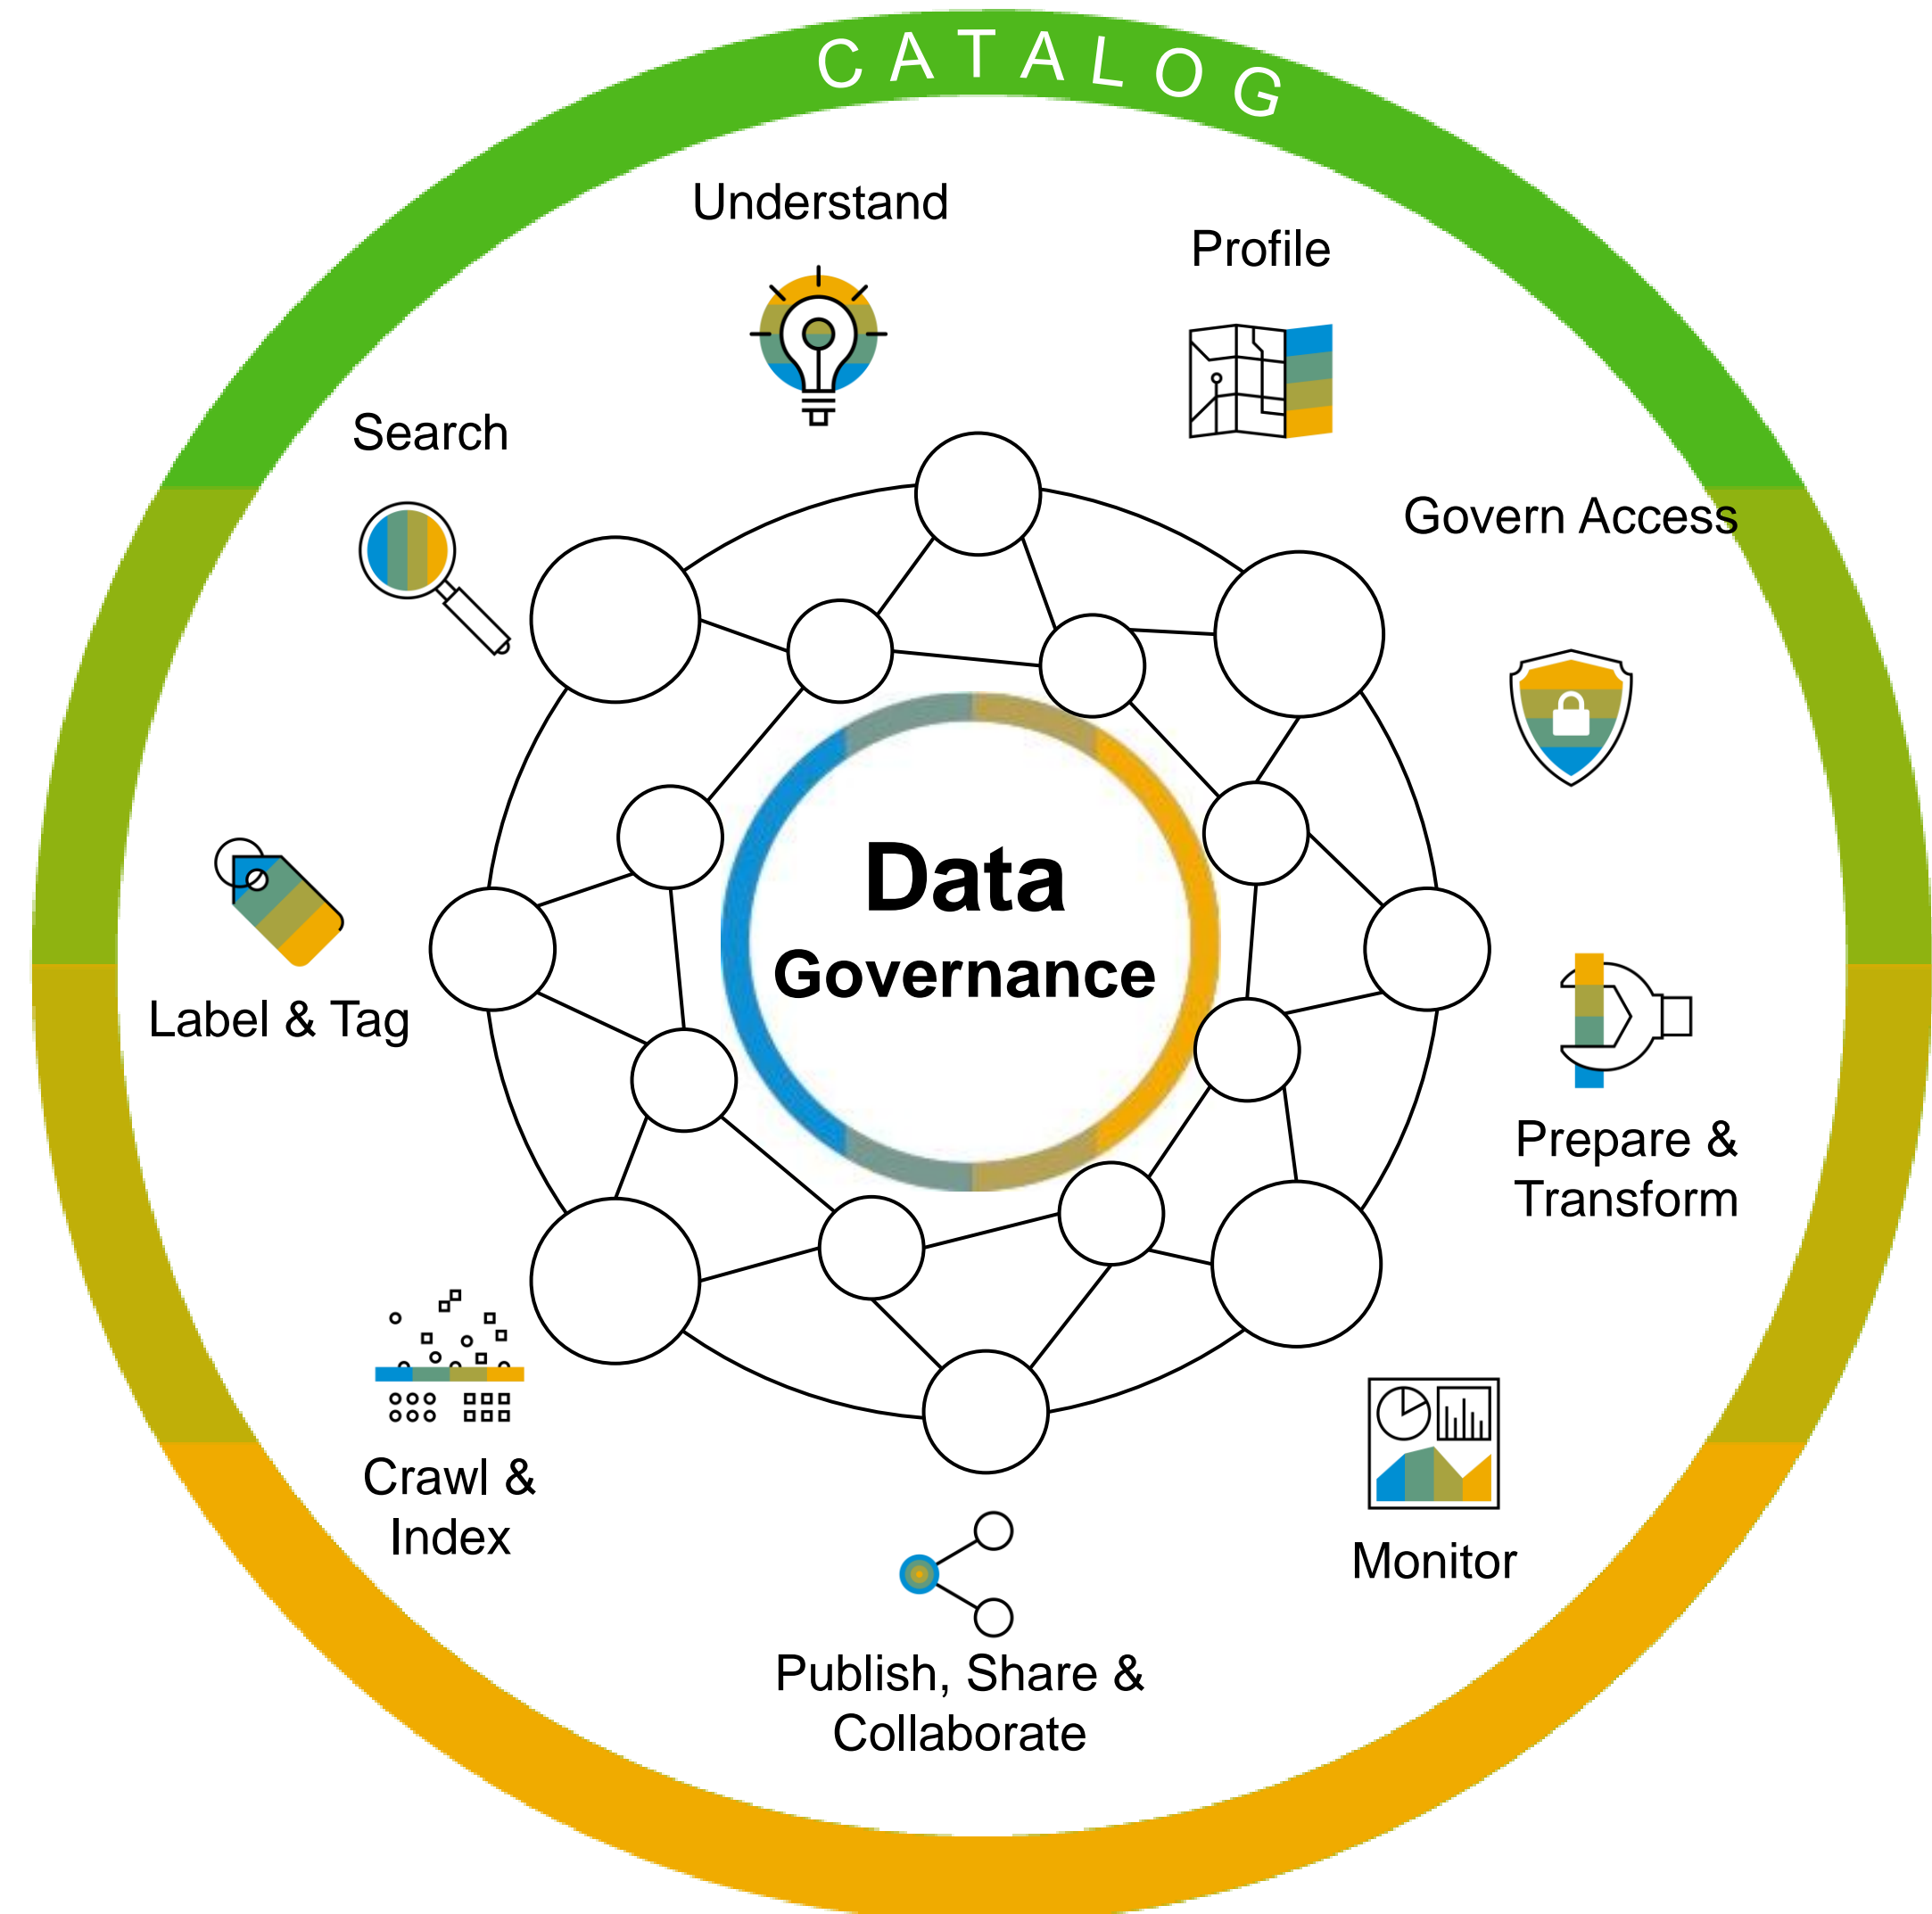 CATALOG
Understand
Profile
Search
Govern Access
Data
Governance
Label & Tag
Prepare &
Transform
Crawl &
Index
Monitor
Publish, Share &
Collaborate